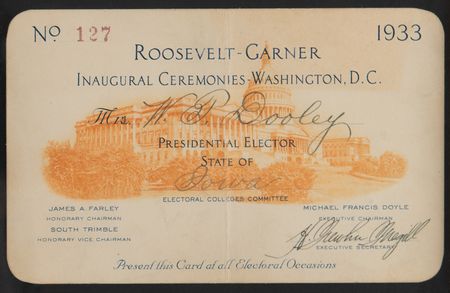 No 127 1933
ROOSEVELT-GARNER
INAUGURAL CEREMONIES-WASHINGTON, D.C.
Mrs. W. P. Dooley
PRESIDENTIAL ELECTOR
STATE OF
Iowa
ELECTORAL COLLEGES COMMITTEE
JAMES A. FARLEY
HONORARY CHAIRMAN
SOUTH TRIMBLE
HONORARY VICE CHAIRMAN
MICHAEL FRANCIS DOYLE
EXECUTIVE CHAIRMAN
EXECUTIVE SECRETARY
Present this Card at all Electoral Occasions